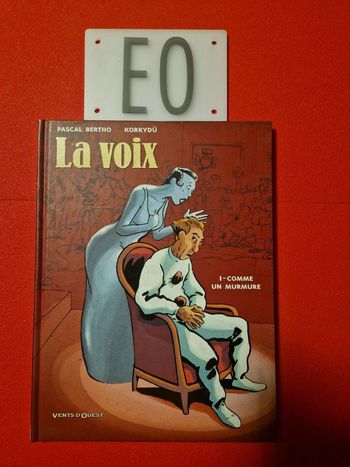 EO
PASCAL BERTHO KORKYDÜ
La voix
1-COMME
UN MURMURE
VENTS D'OUEST